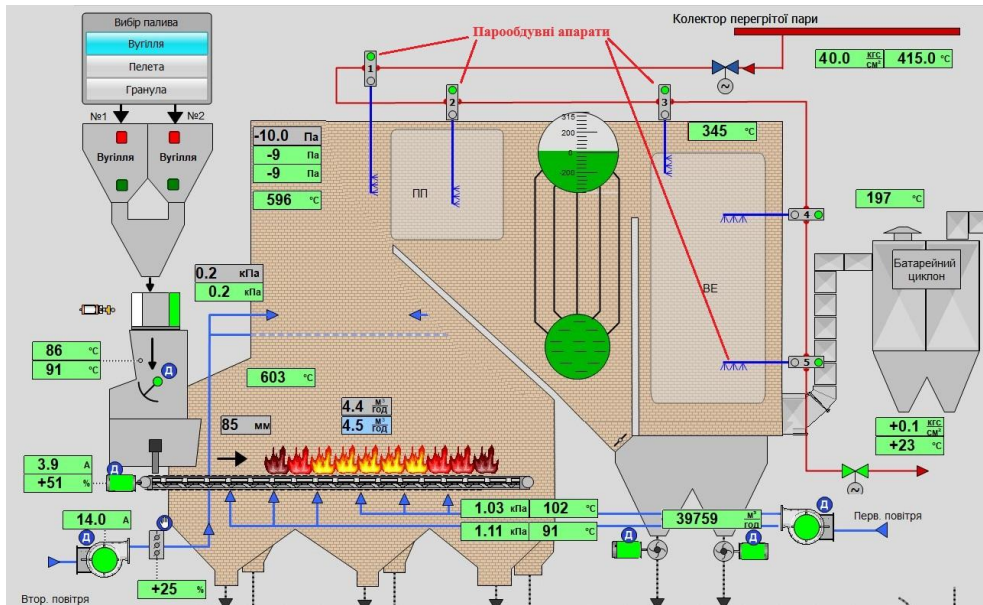 Вибір палива
Вугілля
Пелета
Гранула
№1
№2
Вугілля
Вугілля
Парообдувні апарати
Колектор перегрітої пари
40.0 кгс/см² 415.0 °C
1
2
3
-10.0 Па
-9 Па
-9 Па
596 °C
ПП
315
200
0
-200
345 °C
197 °C
4
0.2 кПа
0.2 кПа
ВЕ
Батарейний
циклон
86 °C
91 °C
Д
603 °C
5
85 мм
4.4 м³/год
4.5 м³/год
+0.1 кгс/см²
+23 °C
3.9 А
+51 %
Д
1.03 кПа 102 °C
1.11 кПа 91 °C
39759 м³/год
Д
Перв. повітря
14.0 А
Д
Д
Д
+25 %
Втор. повітря